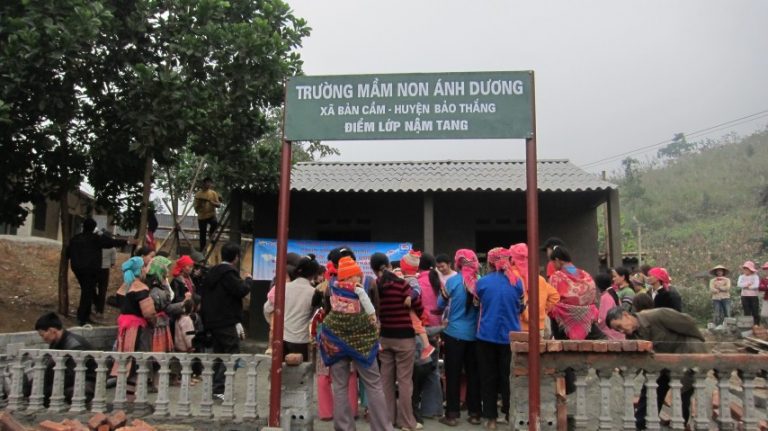 TRƯỜNG MẦM NON ÁNH DƯƠNG
XÃ BẢN CẦM - HUYỆN BẢO THẮNG
ĐIỂM LỚP NẬM TANG